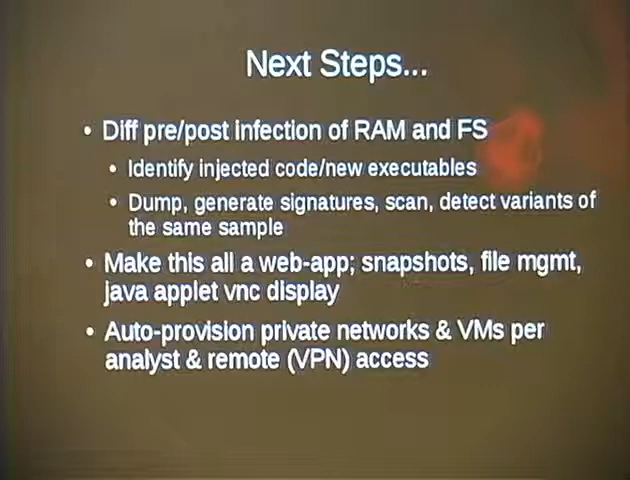 Next Steps...
• Diff pre/post infection of RAM and FS
• Identify injected code/new executables
• Dump, generate signatures, scan, detect variants of
the same sample
• Make this all a web-app; snapshots, file mgmt,
java applet vnc display
• Auto-provision private networks & VMs per
analyst & remote (VPN) access